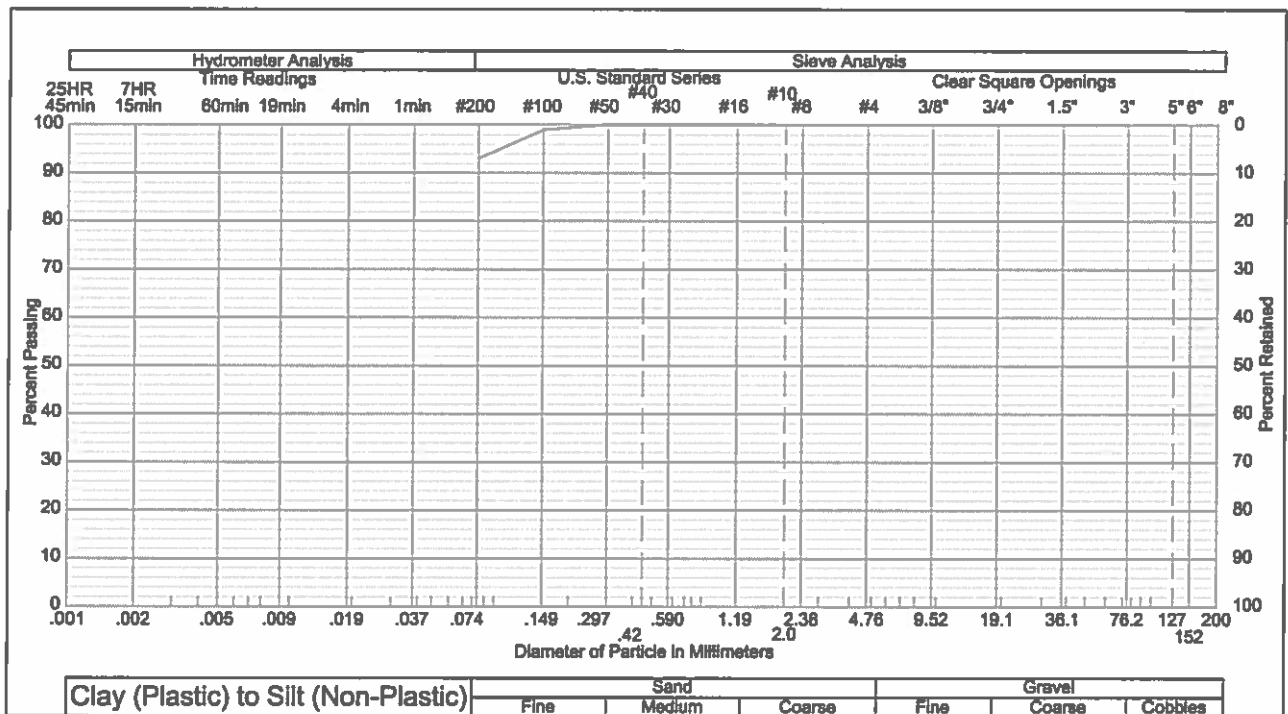 Hydrometer Analysis Sieve Analysis
Time Readings U.S. Standard Series Clear Square Openings
25HR 7HR #40 #10
45min 15min 60min 19min 4min 1min #200 #100 #50 #30 #16 #8 #4 3/8" 3/4" 1.5" 3" 5" 6" 8"
100 0
90 10
80 20
70 30
60 40
50 50
40 60
30 70
20 80
10 90
0 100
Percent Passing
Percent Retained
.001 .002 .005 .009 .019 .037 .074 .149 .297 .590 1.19 2.38 4.76 9.52 19.1 36.1 76.2 127 200
.42 2.0 152
Diameter of Particle in Millimeters
Clay (Plastic) to Silt (Non-Plastic) Sand Gravel
Fine Medium Coarse Fine Coarse Cobbles